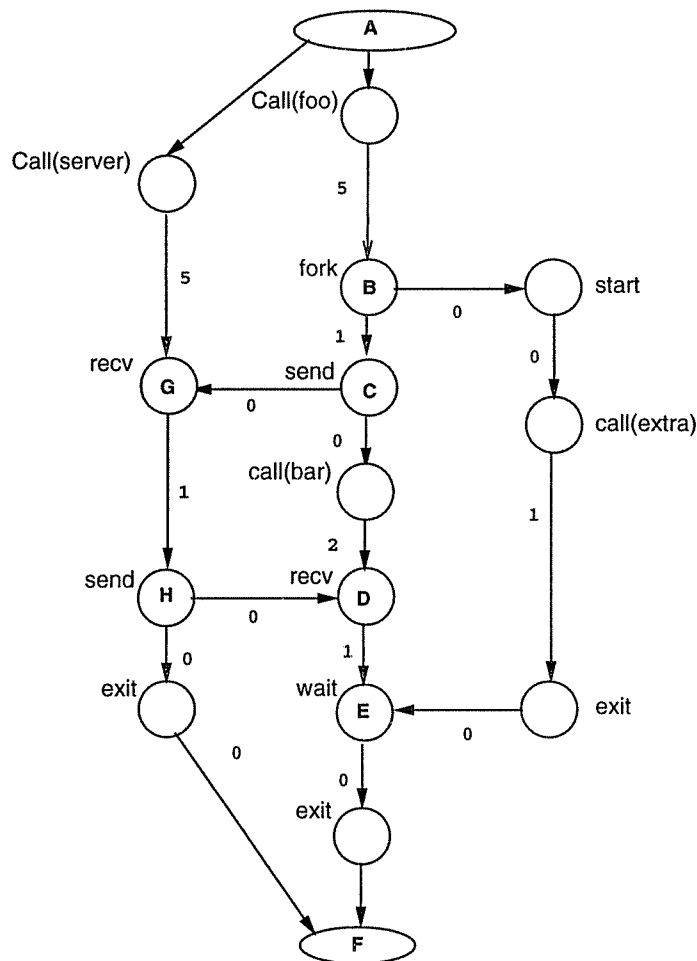 A
Call(foo)
Call(server)
5
5
fork
B
0
start
1
0
recv
G
send
C
0
0
call(extra)
call(bar)
1
1
2
send
H
recv
D
0
0
1
exit
wait
E
exit
0
0
0
exit
F